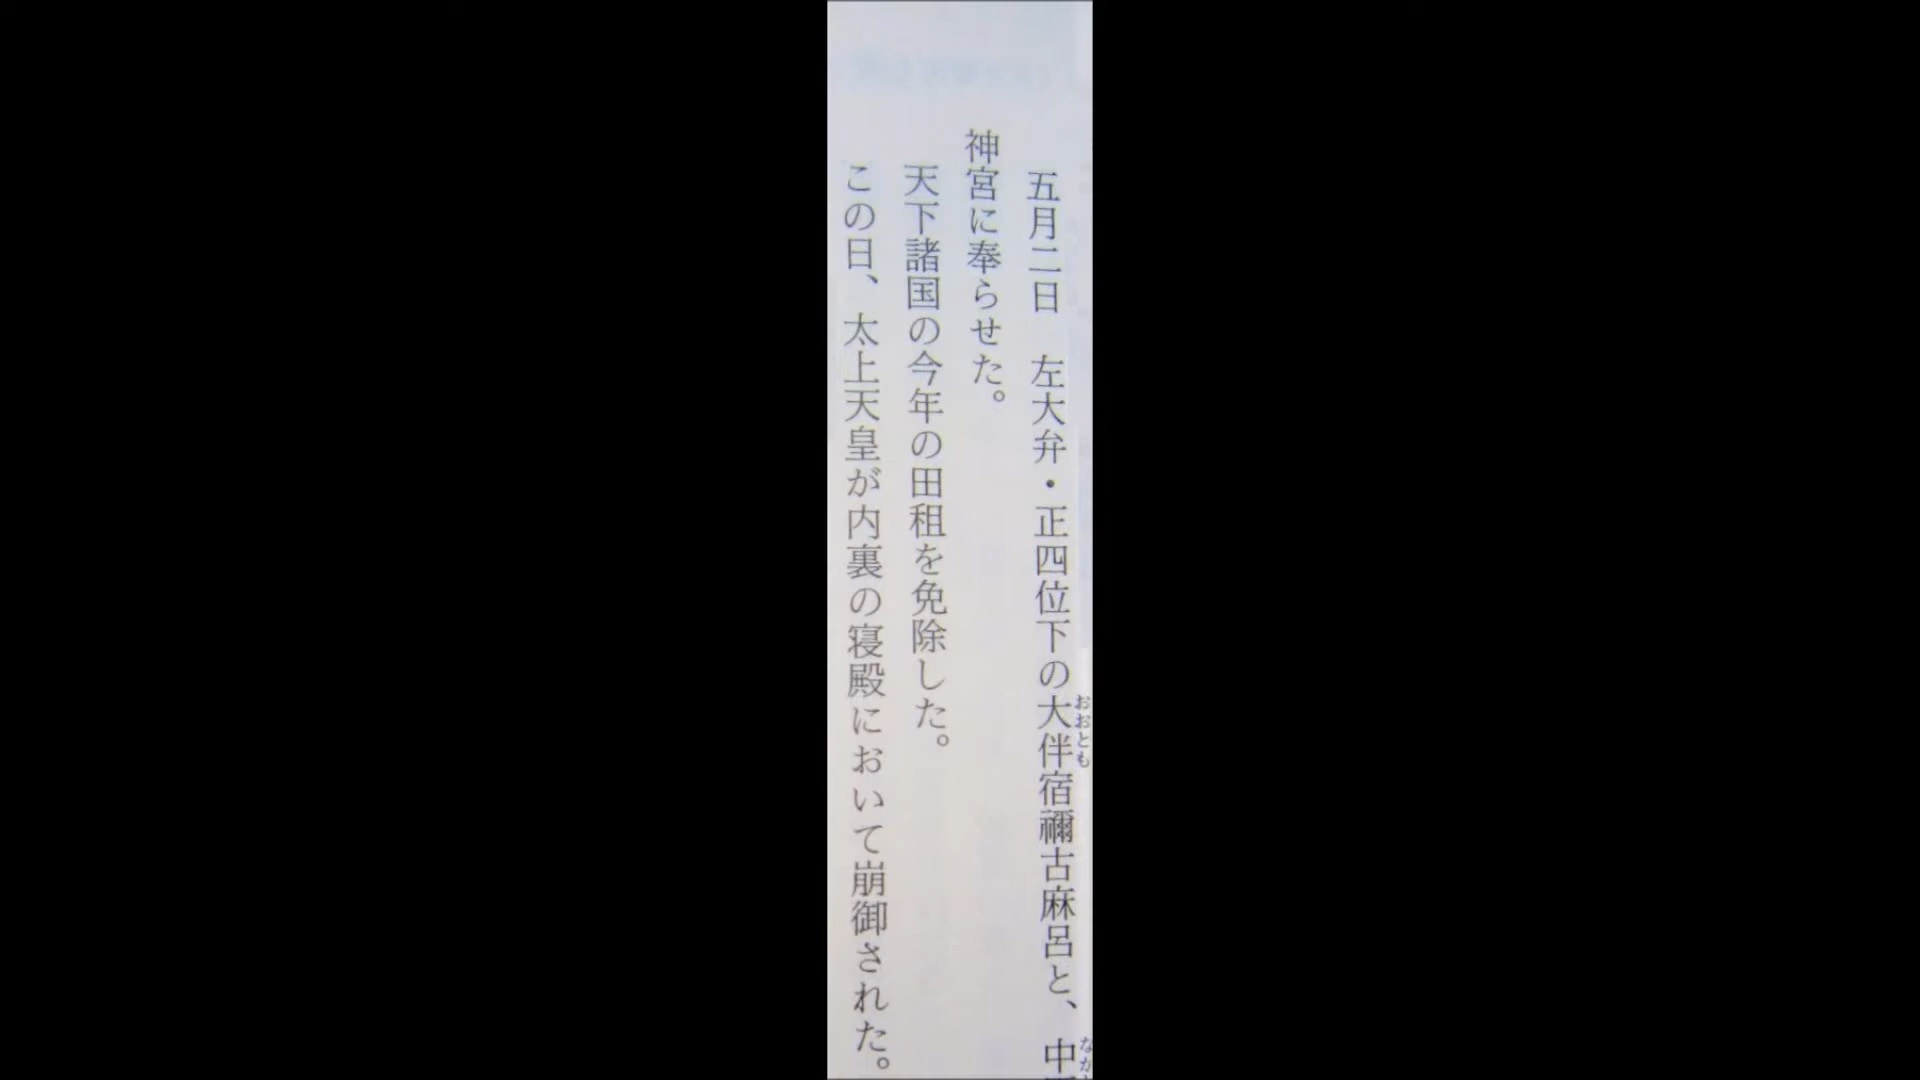 五月二日　左大弁・正四位下の大伴宿禰古麻呂と、中
神宮に奉らせた。
天下諸国の今年の田租を免除した。
この日、太上天皇が内裏の寝殿において崩御された。